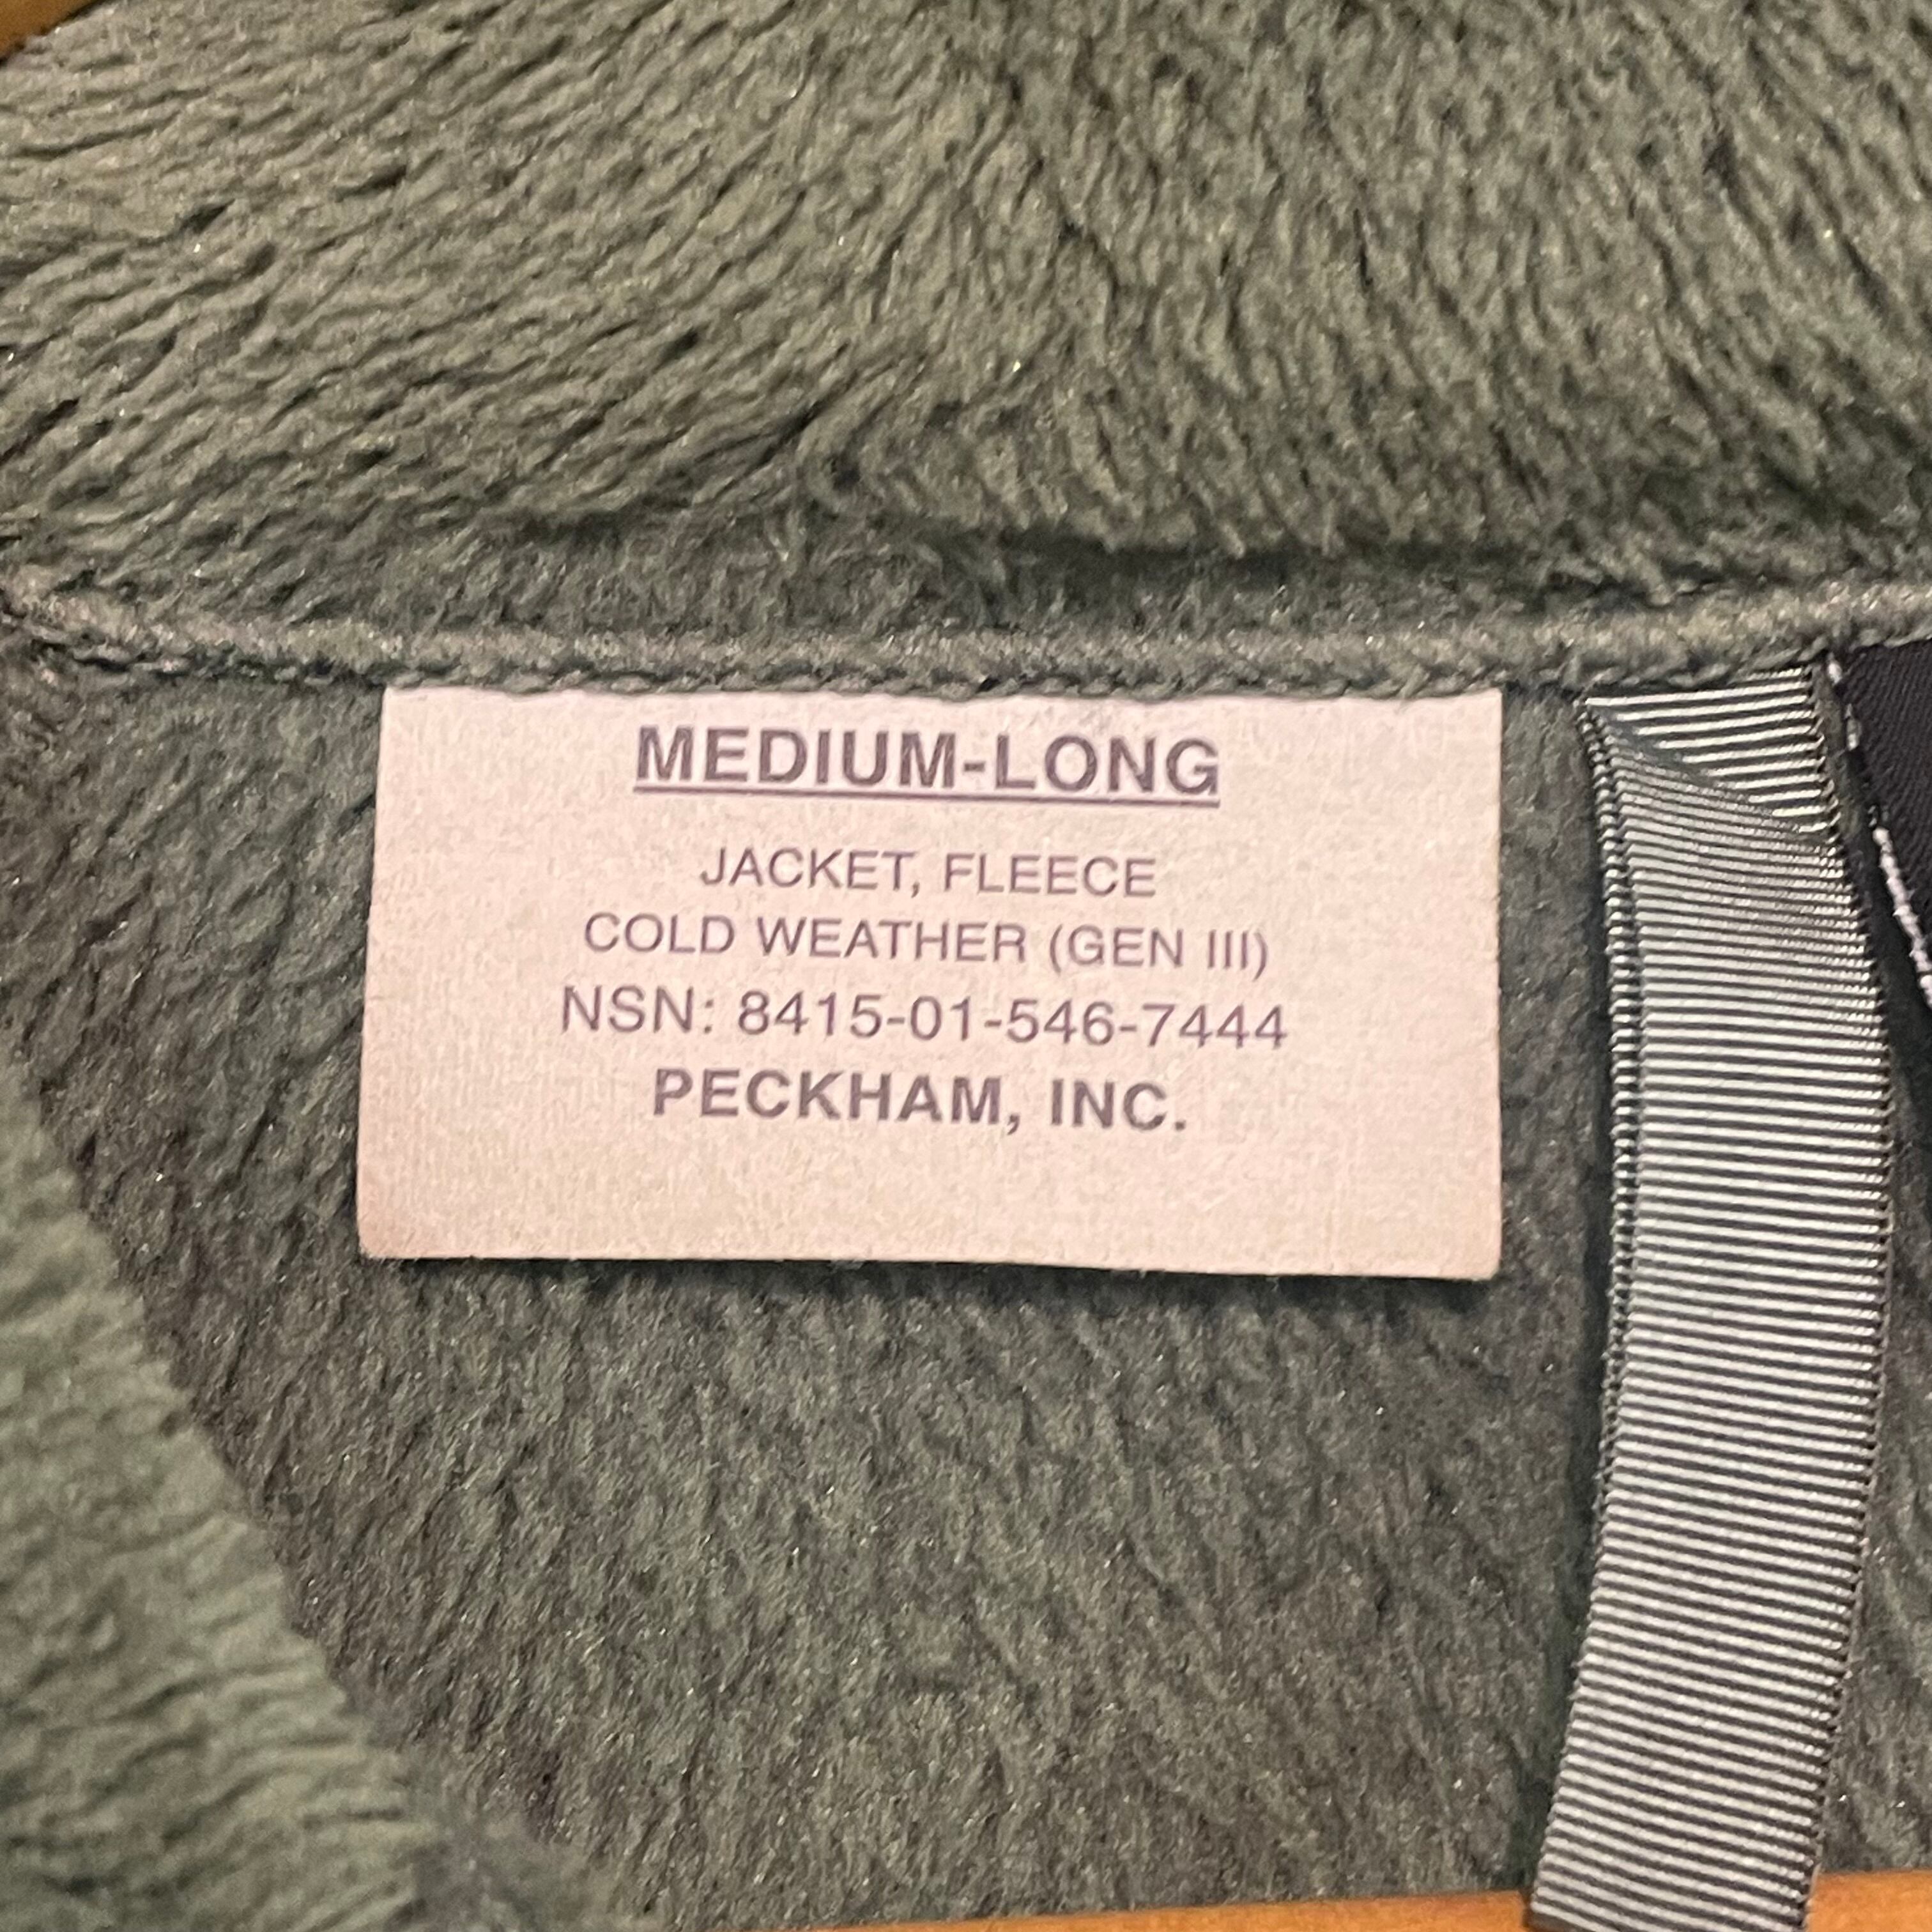 MEDIUM-LONG
JACKET, FLEECE
COLD WEATHER (GEN III)
NSN: 8415-01-546-7444
PECKHAM, INC.